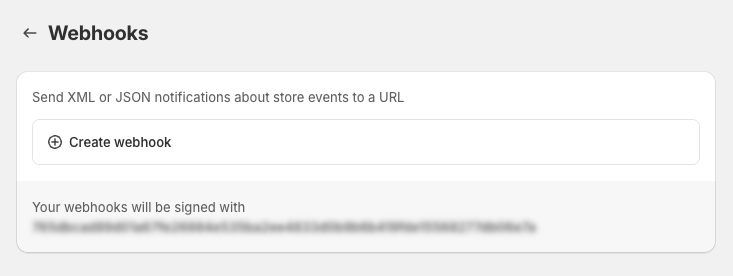 Webhooks
Send XML or JSON notifications about store events to a URL
Create webhook
Your webhooks will be signed with